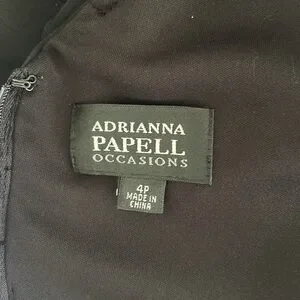 ADRIANNA
PAPELL
OCCASIONS
4P
MADE IN
CHINA